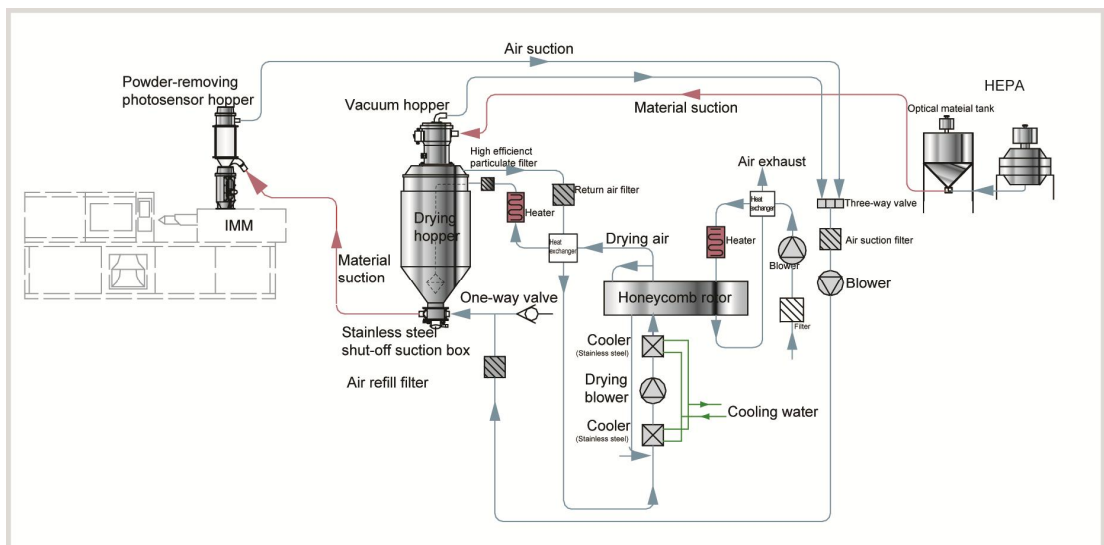 Air suction
Powder-removing
photosensor hopper
Vacuum hopper
Material suction
HEPA
Optical mateial tank
High efficienct
particulate filter
Return air filter
Air exhaust
Heat
exchanger
Three-way valve
Heater
Drying
hopper
Drying air
Heat
exchanger
Heater
Blower
Air suction filter
IMM
Material
suction
Honeycomb rotor
Blower
One-way valve
Filter
Stainless steel
shut-off suction box
Cooler
(Stainless steel)
Air refill filter
Drying
blower
Cooling water
Cooler
(Stainless steel)